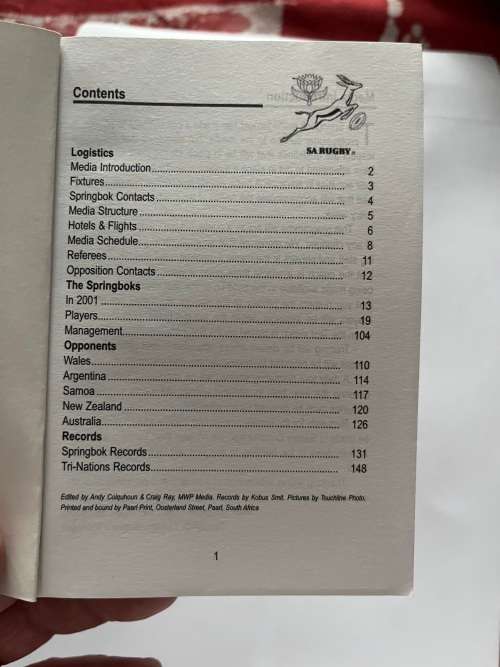 Contents
SA RUGBY
Logistics
Media Introduction 2
Fixtures 3
Springbok Contacts 4
Media Structure 5
Hotels & Flights 6
Media Schedule 8
Referees 11
Opposition Contacts 12
The Springboks
In 2001 13
Players 19
Management 104
Opponents
Wales 110
Argentina 114
Samoa 117
New Zealand 120
Australia 126
Records
Springbok Records 131
Tri-Nations Records 148
Edited by Andy Colquhoun & Craig Ray, MWP Media. Records by Kobus Smit. Pictures by Touchline Photo.
Printed and bound by Paarl Print, Oosterland Street, Paarl, South Africa
1